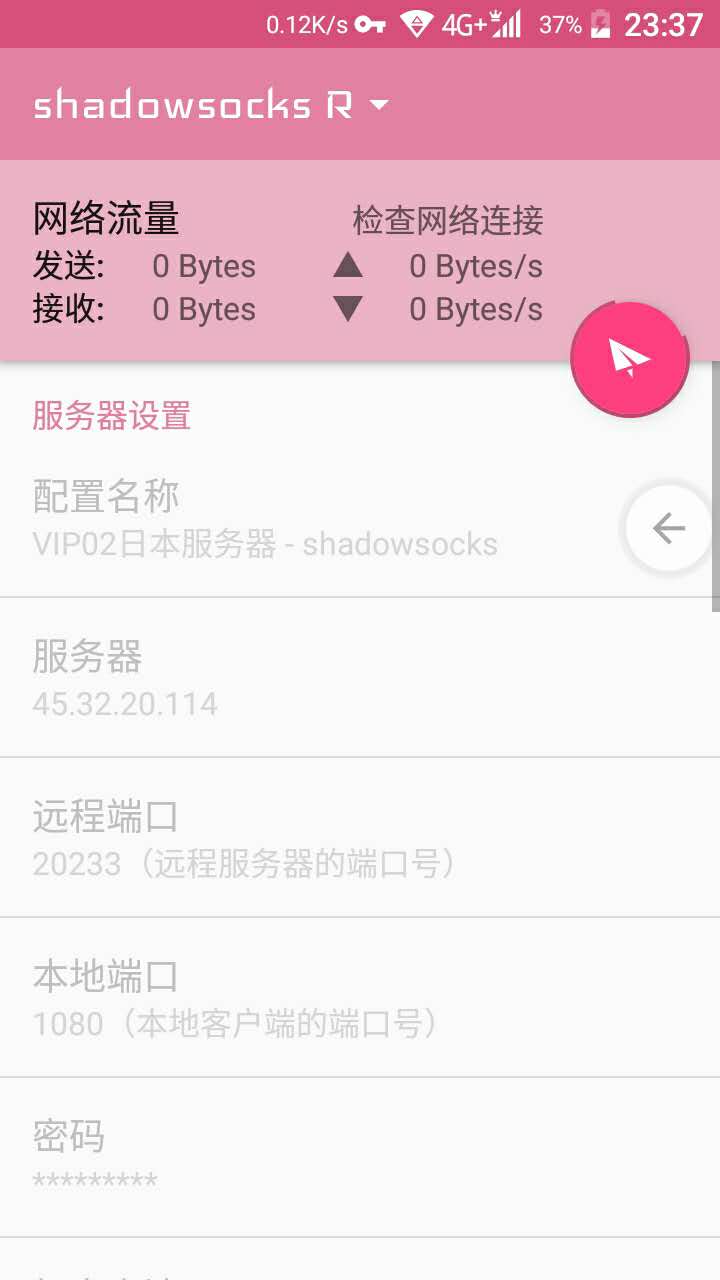 0.12K/s 4G+ 37% 23:37
shadowsocks R
网络流量 检查网络连接
发送: 0 Bytes ▲ 0 Bytes/s
接收: 0 Bytes ▼ 0 Bytes/s
服务器设置
配置名称
VIP02日本服务器 - shadowsocks
服务器
45.32.20.114
远程端口
20233（远程服务器的端口号）
本地端口
1080（本地客户端的端口号）
密码
*********